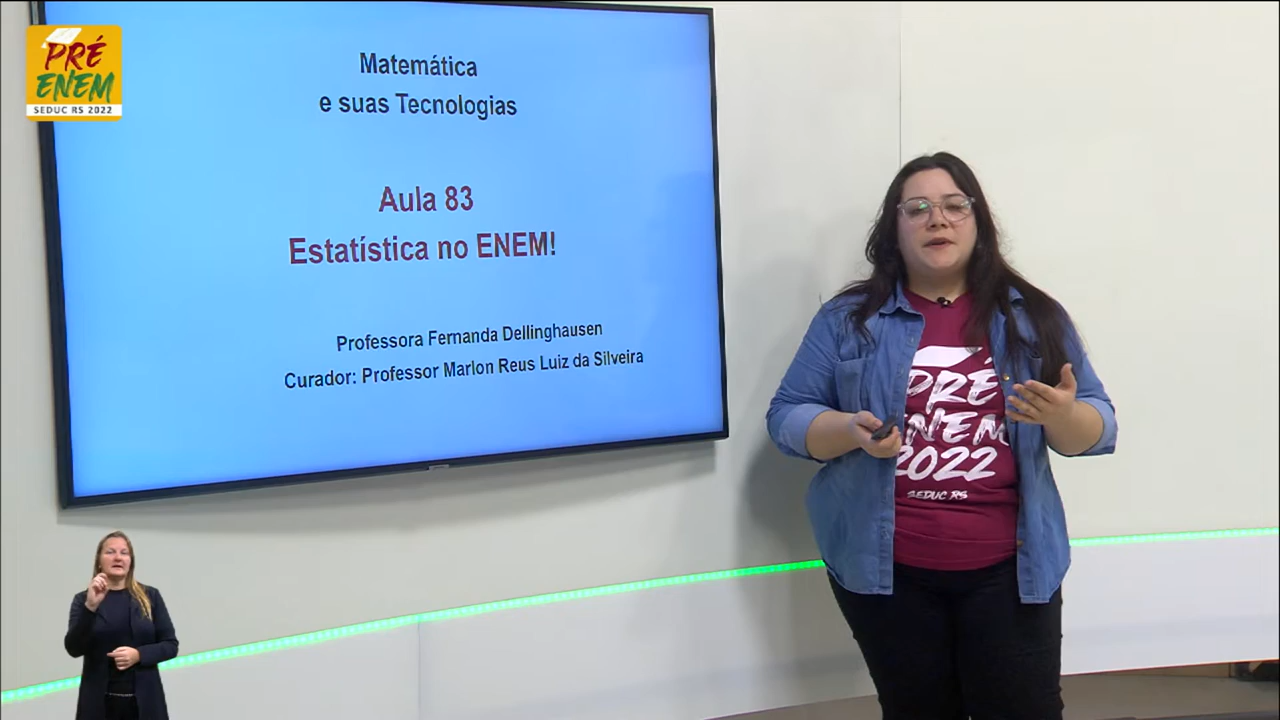 PRÉ
ENEM
SEDUC RS 2022
Matemática
e suas Tecnologias
Aula 83
Estatística no ENEM!
Professora Fernanda Dellinghausen
Curador: Professor Marlon Reus Luiz da Silveira
PRÉ
ENEM
2022
SEDUC RS